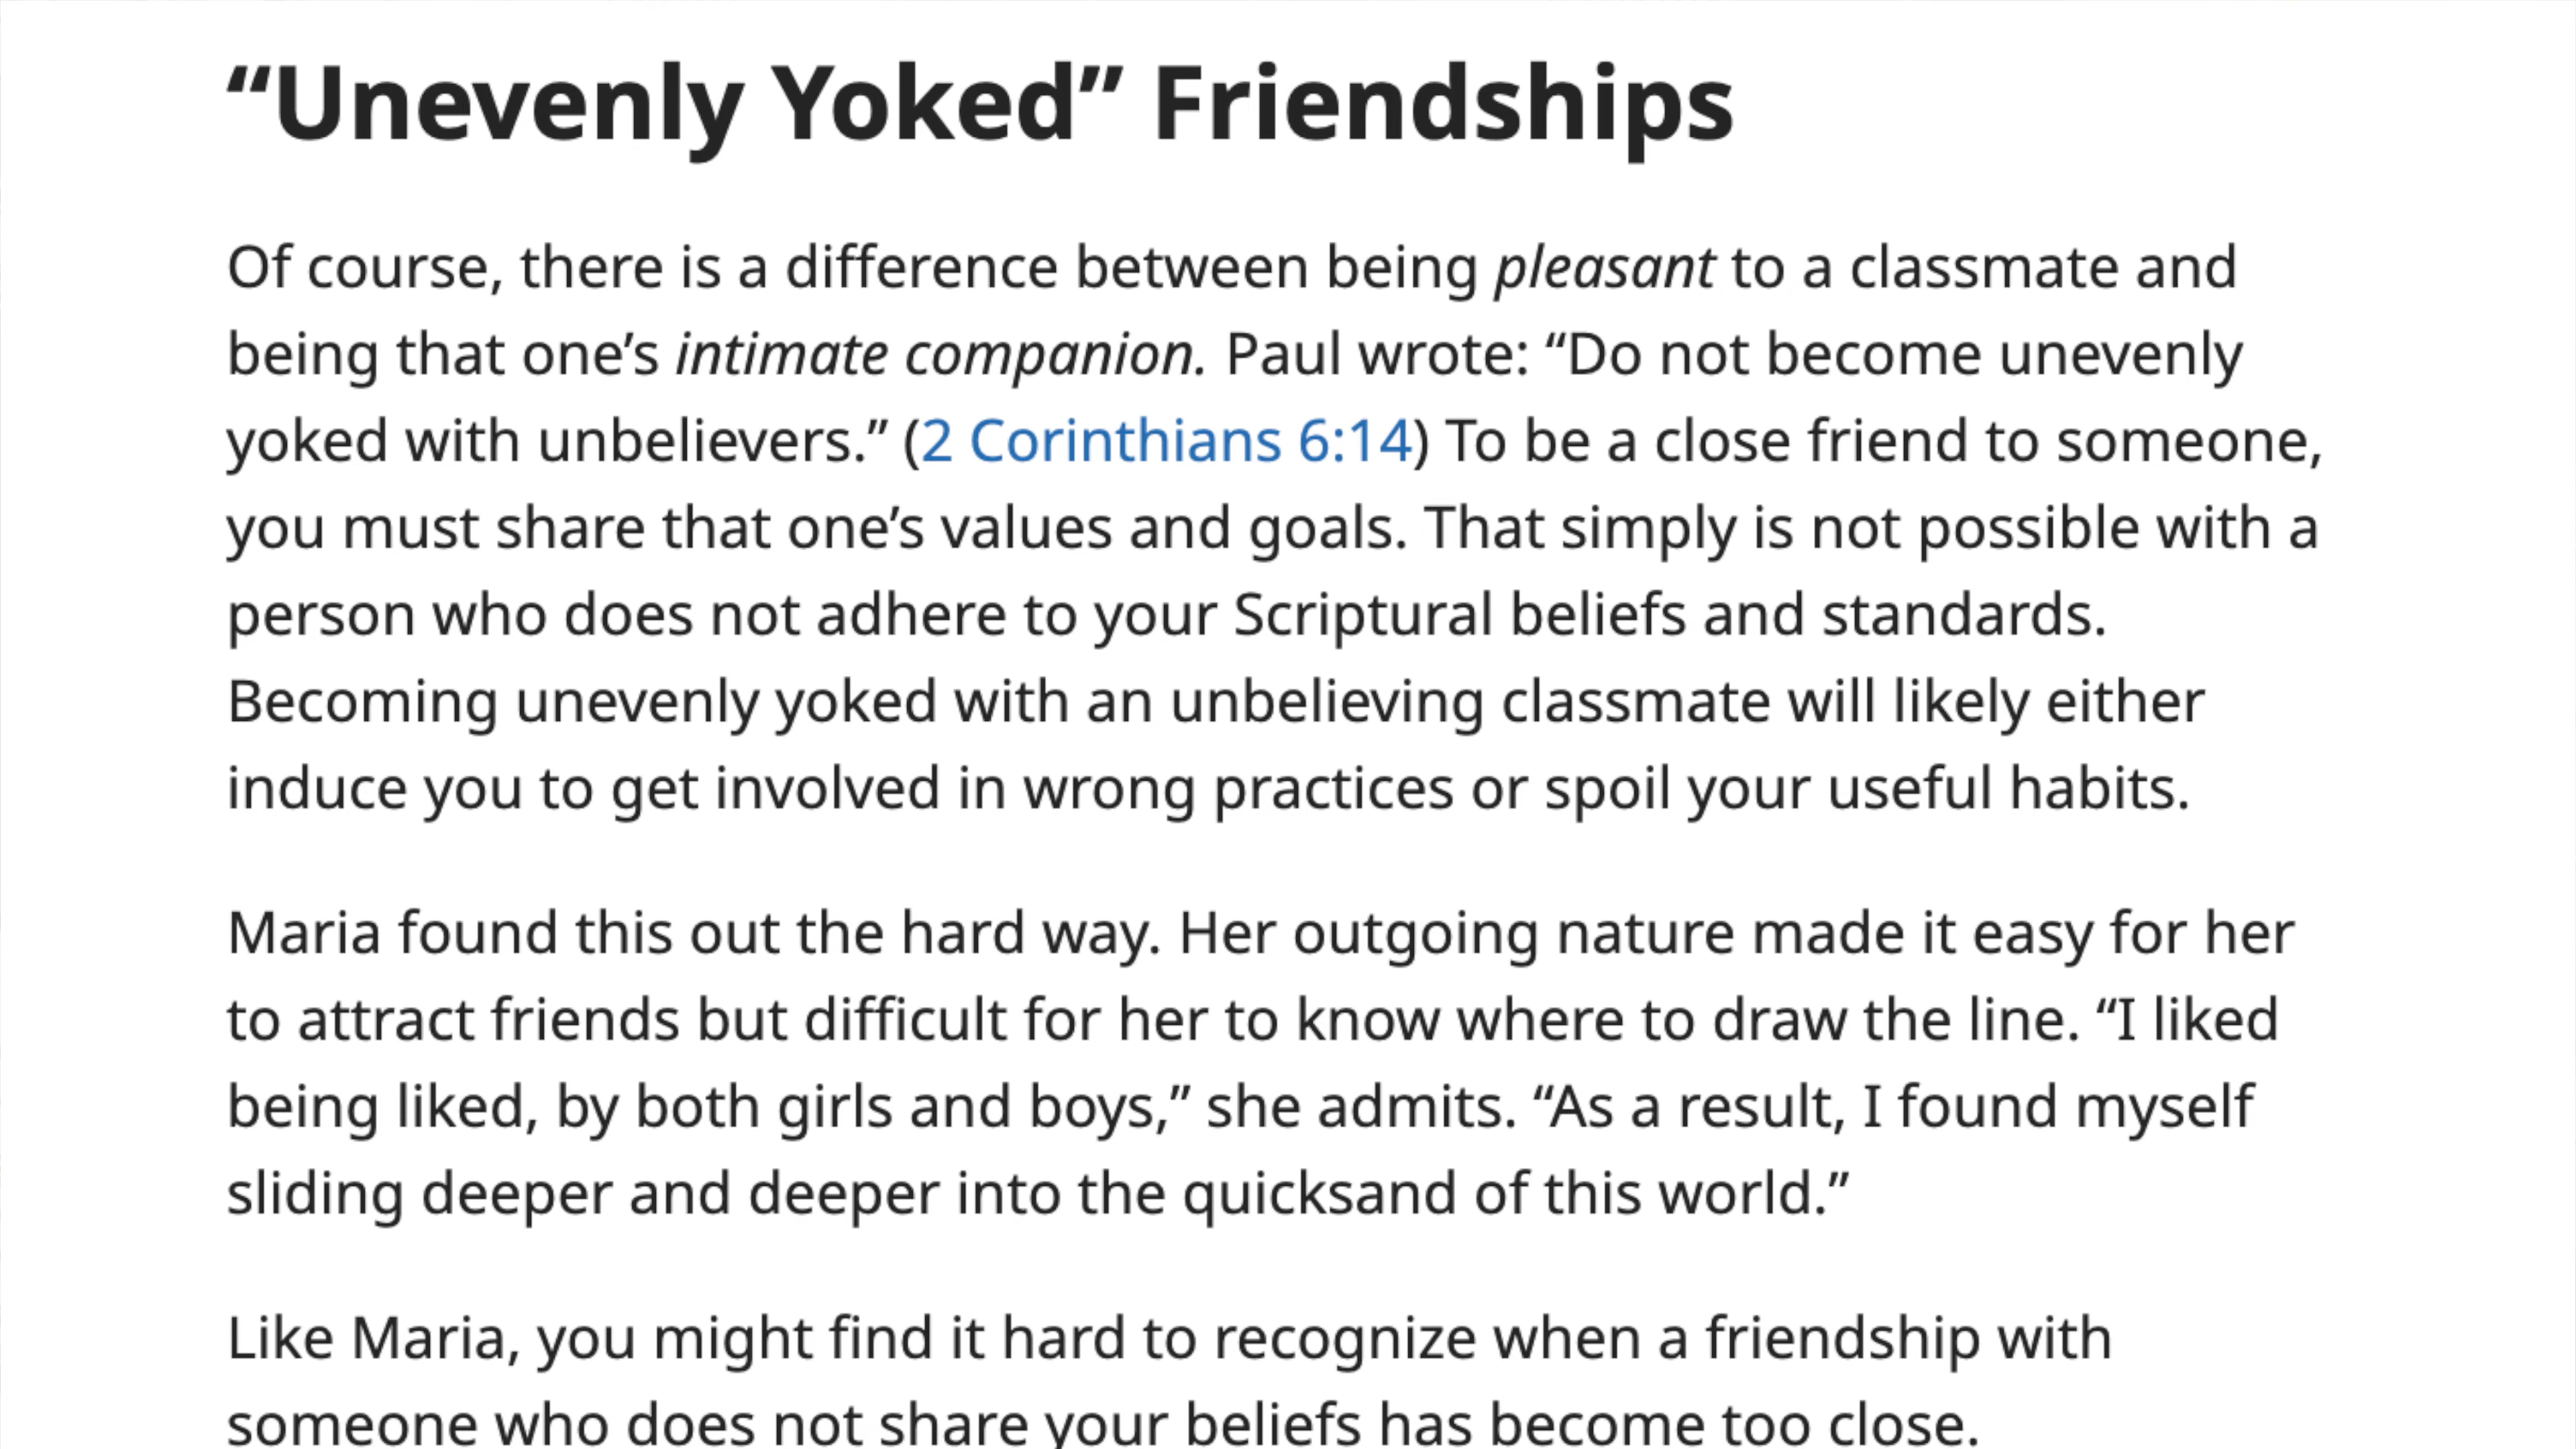 “Unevenly Yoked” Friendships
Of course, there is a difference between being pleasant to a classmate and
being that one’s intimate companion. Paul wrote: “Do not become unevenly
yoked with unbelievers.” (2 Corinthians 6:14) To be a close friend to someone,
you must share that one’s values and goals. That simply is not possible with a
person who does not adhere to your Scriptural beliefs and standards.
Becoming unevenly yoked with an unbelieving classmate will likely either
induce you to get involved in wrong practices or spoil your useful habits.
Maria found this out the hard way. Her outgoing nature made it easy for her
to attract friends but difficult for her to know where to draw the line. “I liked
being liked, by both girls and boys,” she admits. “As a result, I found myself
sliding deeper and deeper into the quicksand of this world.”
Like Maria, you might find it hard to recognize when a friendship with
someone who does not share your beliefs has become too close.